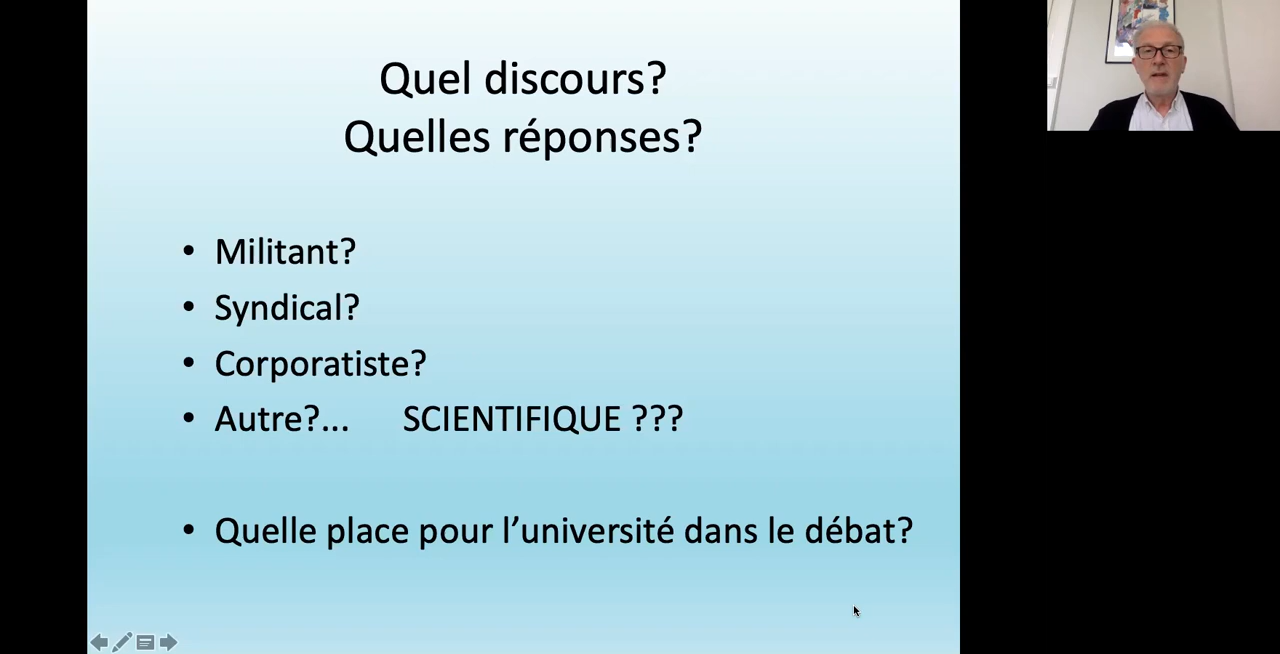 Quel discours?
Quelles réponses?
• Militant?
• Syndical?
• Corporatiste?
• Autre?... SCIENTIFIQUE ???
• Quelle place pour l’université dans le débat?